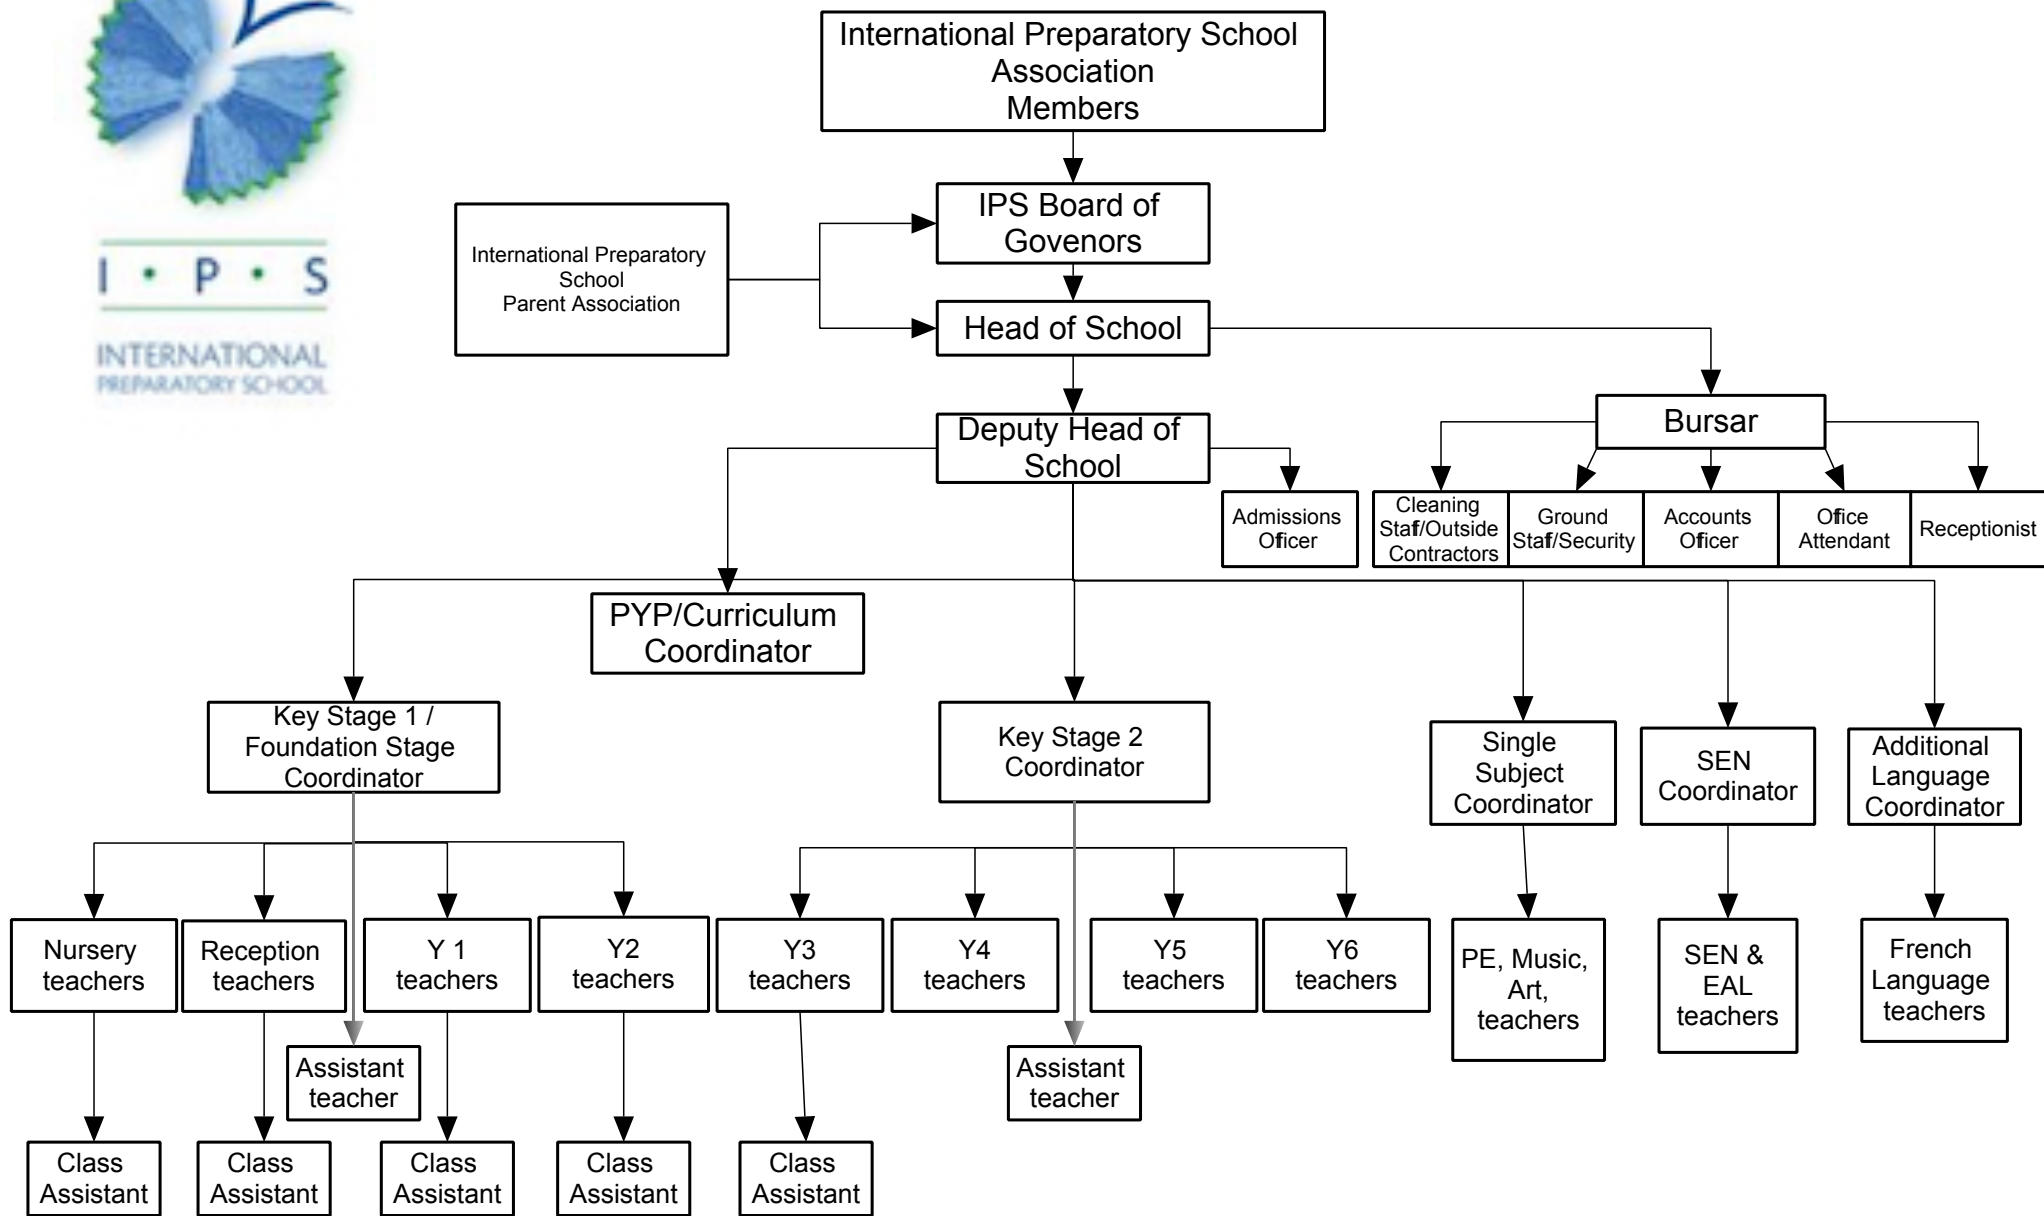 I • P • S
INTERNATIONAL
PREPARATORY SCHOOL
International Preparatory School
Association
Members
IPS Board of
Govenors
International Preparatory
School
Parent Association
Head of School
Deputy Head of
School
Bursar
Admissions
Officer
Cleaning
Staff/Outside
Contractors
Ground
Staff/Security
Accounts
Officer
Office
Attendant
Receptionist
PYP/Curriculum
Coordinator
Key Stage 1 /
Foundation Stage
Coordinator
Key Stage 2
Coordinator
Single
Subject
Coordinator
SEN
Coordinator
Additional
Language
Coordinator
Nursery
teachers
Reception
teachers
Y 1
teachers
Y2
teachers
Y3
teachers
Y4
teachers
Y5
teachers
Y6
teachers
PE, Music,
Art,
teachers
SEN &
EAL
teachers
French
Language
teachers
Assistant
teacher
Assistant
teacher
Class
Assistant
Class
Assistant
Class
Assistant
Class
Assistant
Class
Assistant